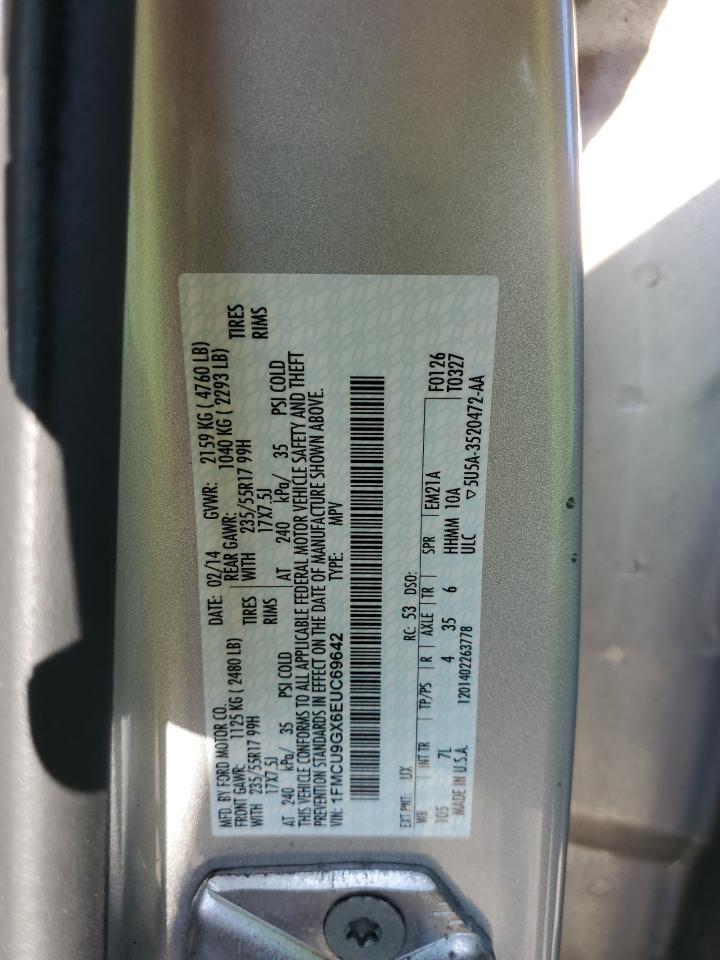 MFD. BY FORD MOTOR CO.
DATE: 02/14 GVWR: 2159 KG ( 4760 LB)
FRONT GAWR: 1125 KG ( 2480 LB) REAR GAWR: 1040 KG ( 2293 LB)
WITH 235/55R17 99H TIRES WITH 235/55R17 99H TIRES
17X7.5J RIMS 17X7.5J RIMS
AT 240 kPa/ 35 PSI COLD AT 240 kPa/ 35 PSI COLD
THIS VEHICLE CONFORMS TO ALL APPLICABLE FEDERAL MOTOR VEHICLE SAFETY AND THEFT
PREVENTION STANDARDS IN EFFECT ON THE DATE OF MANUFACTURE SHOWN ABOVE.
VIN: 1FMCU9GX6EUC69642 TYPE: MPV
EXT PNT: UX RC: 53 DSO: F0126
WB INT TR TP/PS R AXLE TR SPR EM21A T0327
105 7L 4 35 6 HHMM 10A
MADE IN U.S.A. 1201402263778 ULC ▽5U5A-3520472-AA